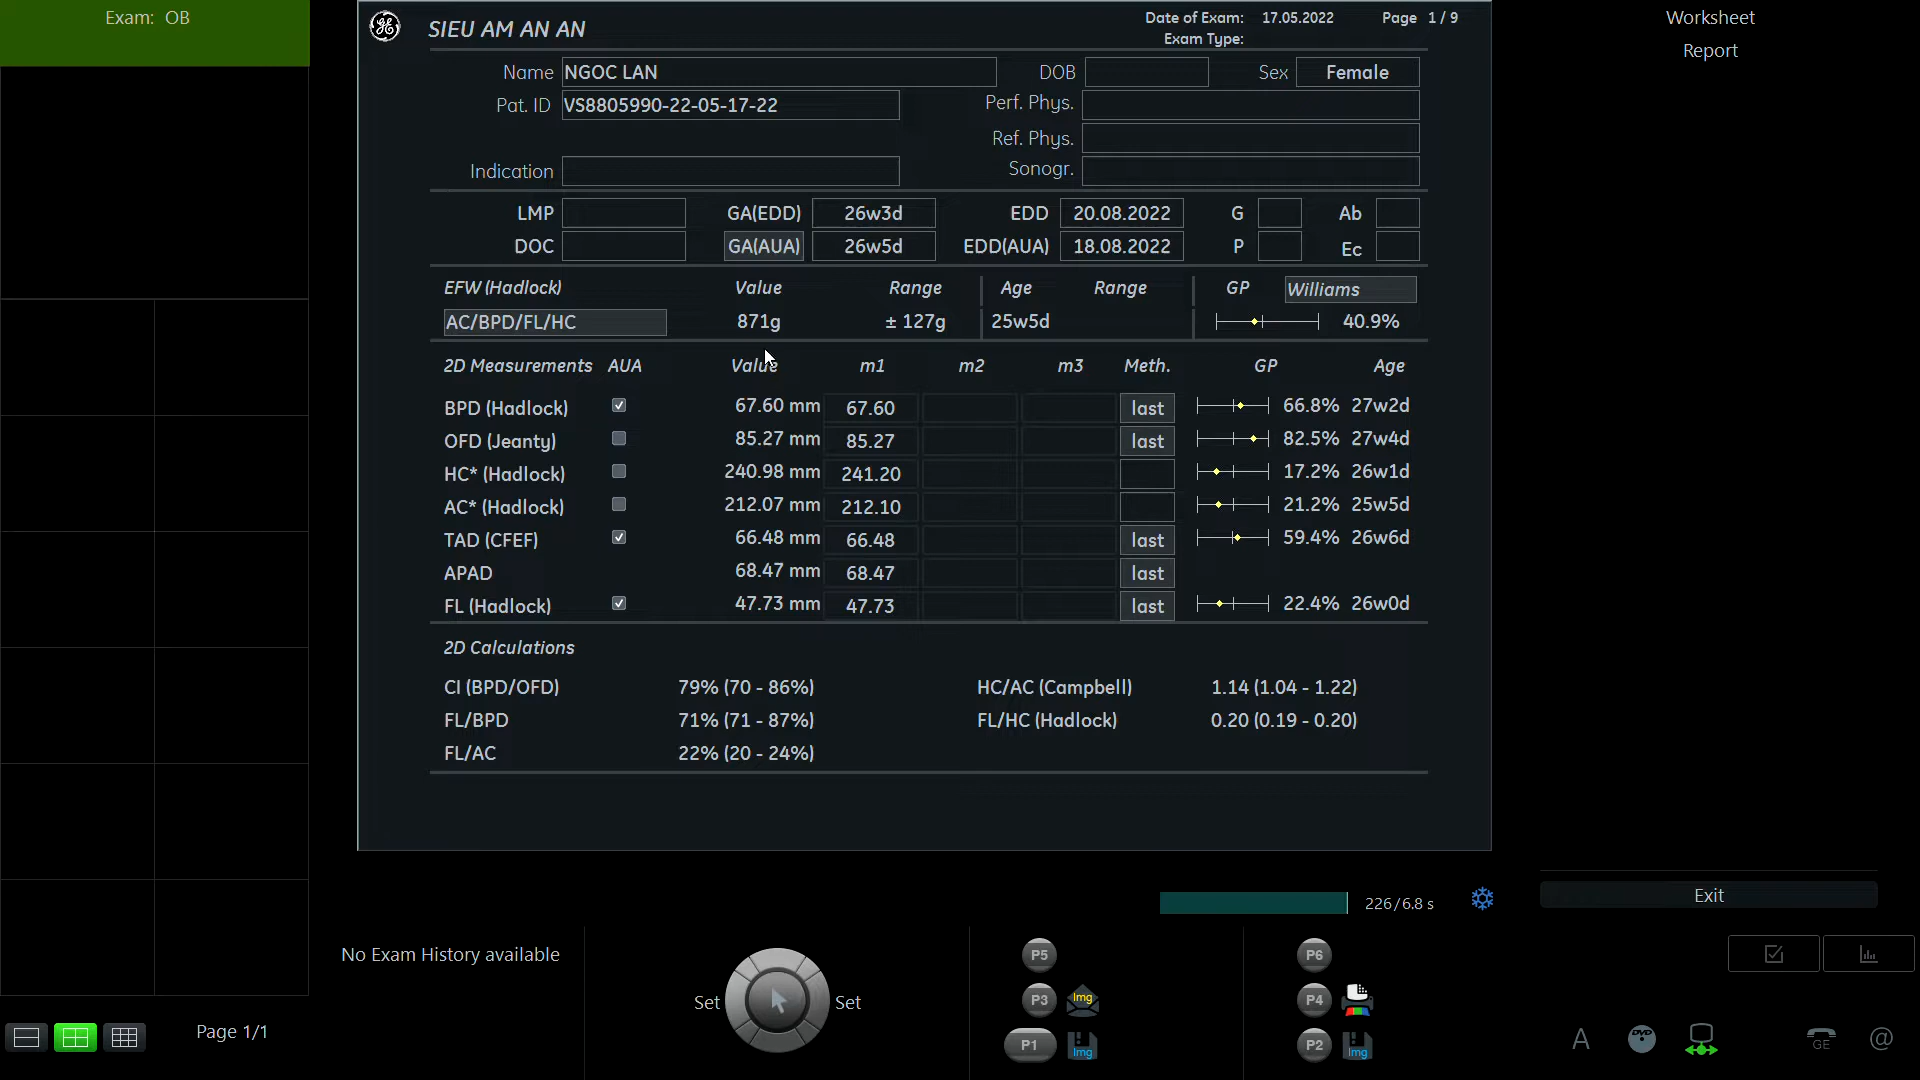 Exam: OB
SIEU AM AN AN
Date of Exam: 17.05.2022 Page 1 / 9
Exam Type:
Name NGOC LAN DOB Sex Female
Pat. ID VS8805990-22-05-17-22 Perf. Phys.
Ref. Phys.
Indication Sonogr.
LMP GA(EDD) 26w3d EDD 20.08.2022 G Ab
DOC GA(AUA) 26w5d EDD(AUA) 18.08.2022 P Ec
EFW (Hadlock) Value Range Age Range GP Williams
AC/BPD/FL/HC 871g ± 127g 25w5d 40.9%
2D Measurements AUA Value m1 m2 m3 Meth. GP Age
BPD (Hadlock) 67.60 mm 67.60 last 66.8% 27w2d
OFD (Jeanty) 85.27 mm 85.27 last 82.5% 27w4d
HC* (Hadlock) 240.98 mm 241.20 17.2% 26w1d
AC* (Hadlock) 212.07 mm 212.10 21.2% 25w5d
TAD (CFEF) 66.48 mm 66.48 last 59.4% 26w6d
APAD 68.47 mm 68.47 last
FL (Hadlock) 47.73 mm 47.73 last 22.4% 26w0d
2D Calculations
CI (BPD/OFD) 79% (70 - 86%) HC/AC (Campbell) 1.14 (1.04 - 1.22)
FL/BPD 71% (71 - 87%) FL/HC (Hadlock) 0.20 (0.19 - 0.20)
FL/AC 22% (20 - 24%)
Worksheet
Report
226/6.8 s
Exit
No Exam History available
Set Set
P5
P3 Img
P1 Img
P6
P4
P2 Img
Page 1/1
A DVD GE @